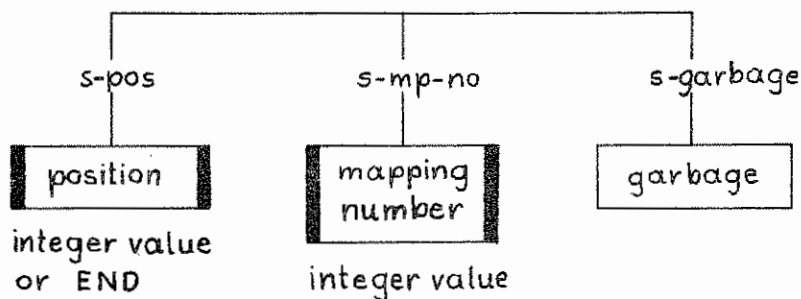 s-pos s-mp-no s-garbage
position mapping number garbage
integer value or END integer value